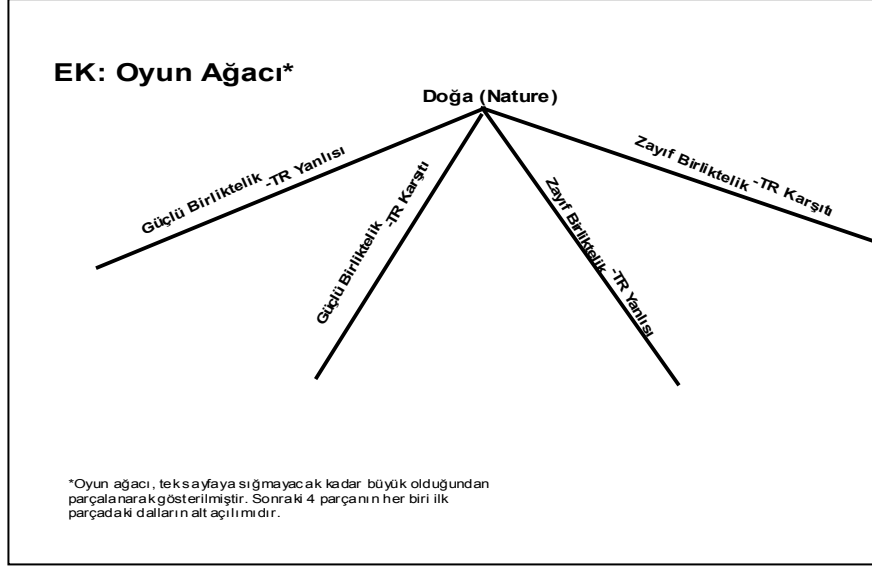 EK: Oyun Ağacı*
Doğa (Nature)
Güçlü Birliktelik -TR Yanlısı
Güçlü Birliktelik -TR Karşıtı
Zayıf Birliktelik -TR Yanlısı
Zayıf Birliktelik -TR Karşıtı
*Oyun ağacı, tek sayfaya sığmayacak kadar büyük olduğundan
parçalanarak gösterilmiştir. Sonraki 4 parçanın her biri ilk
parçadaki dalların alt açılımıdır.